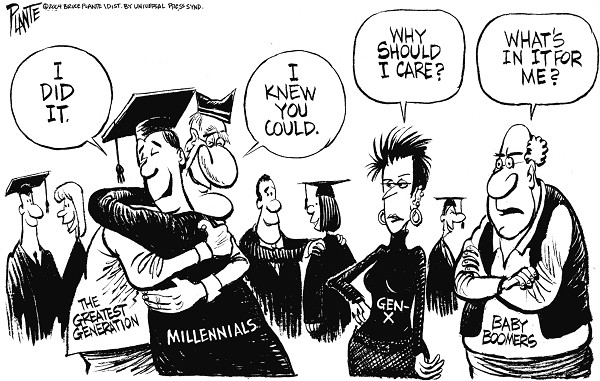 PLANTE
©2004 BRUCE PLANTE \ DIST. BY UNIVERSAL PRESS SYND.
I
DID
IT.
I
KNEW
YOU
COULD.
WHY
SHOULD
I CARE?
WHAT'S
IN IT FOR
ME?
THE
GREATEST
GENERATION
MILLENNIALS
GEN-
X
BABY
BOOMERS